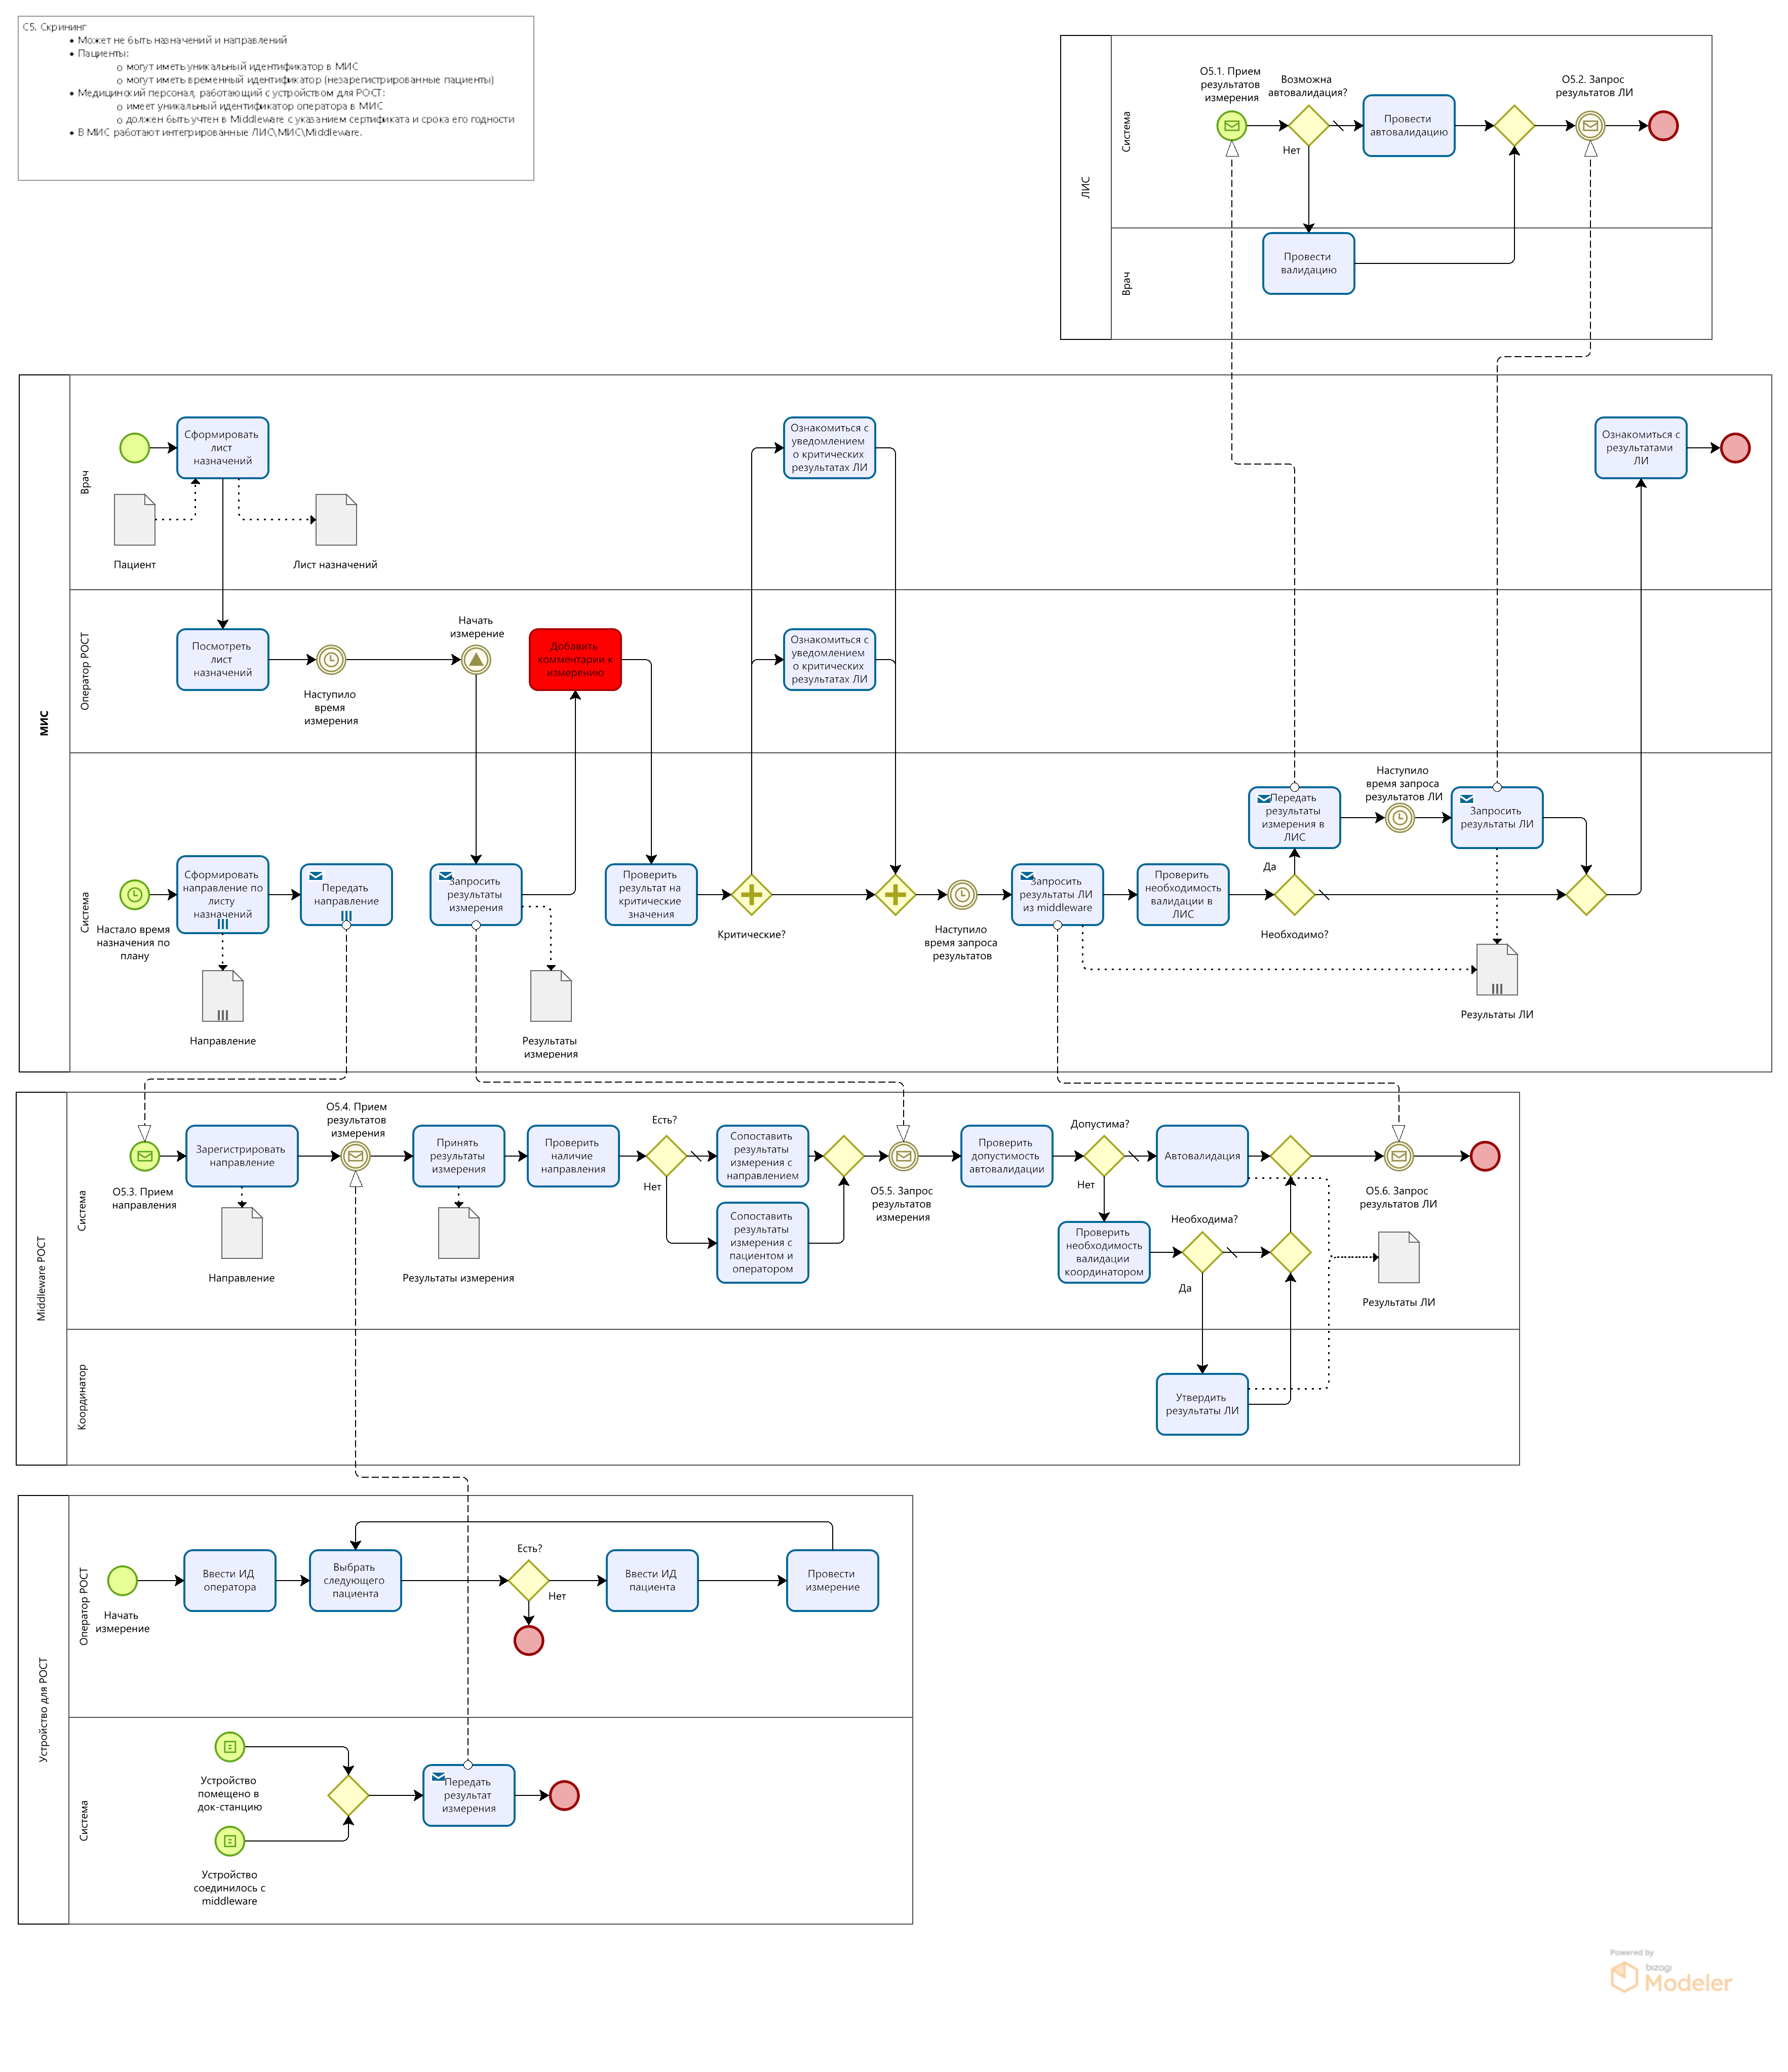 С5. Скрининг
• Может не быть назначений и направлений
• Пациенты:
o могут иметь уникальный идентификатор в МИС
o могут иметь временный идентификатор (незарегистрированные пациенты)
• Медицинский персонал, работающий с устройством для РОСТ:
o имеет уникальный идентификатор оператора в МИС
o должен быть учтен в Middleware с указанием сертификата и срока его годности
• В МИС работают интегрированные ЛИС\МИС\Middleware.
ЛИС
Система
О5.1. Прием
результатов
измерения
Возможна
автовалидация?
Нет
Провести
автовалидацию
О5.2. Запрос
результатов ЛИ
Врач
Провести
валидацию
МИС
Врач
Сформировать
лист
назначений
Пациент
Лист назначений
Ознакомиться с
уведомлением
о критических
результатах ЛИ
Ознакомиться с
результатами
ЛИ
Оператор РОСТ
Посмотреть
лист
назначений
Наступило
время
измерения
Начать
измерение
Добавить
комментарии к
измерению
Ознакомиться с
уведомлением
о критических
результатах ЛИ
Система
Настало время
назначения по
плану
Сформировать
направление по
листу
назначений
Направление
Передать
направление
Запросить
результаты
измерения
Результаты
измерения
Проверить
результат на
критические
значения
Критические?
Наступило
время запроса
результатов
Запросить
результаты ЛИ
из middleware
Проверить
необходимость
валидации в
ЛИС
Необходимо?
Да
Передать
результаты
измерения в
ЛИС
Наступило
время запроса
результатов ЛИ
Запросить
результаты ЛИ
Результаты ЛИ
Middleware РОСТ
Система
О5.3. Прием
направления
Зарегистрировать
направление
Направление
О5.4. Прием
результатов
измерения
Принять
результаты
измерения
Результаты измерения
Проверить
наличие
направления
Есть?
Нет
Сопоставить
результаты
измерения с
направлением
Сопоставить
результаты
измерения с
пациентом и
оператором
О5.5. Запрос
результатов
измерения
Проверить
допустимость
автовалидации
Допустима?
Нет
Автовалидация
Проверить
необходимость
валидации
координатором
Необходима?
Да
О5.6. Запрос
результатов ЛИ
Результаты ЛИ
Координатор
Утвердить
результаты ЛИ
Устройство для РОСТ
Оператор РОСТ
Начать
измерение
Ввести ИД
оператора
Выбрать
следующего
пациента
Есть?
Нет
Ввести ИД
пациента
Провести
измерение
Система
Устройство
помещено в
док-станцию
Устройство
соединилось с
middleware
Передать
результат
измерения
Powered by
bizagi
Modeler